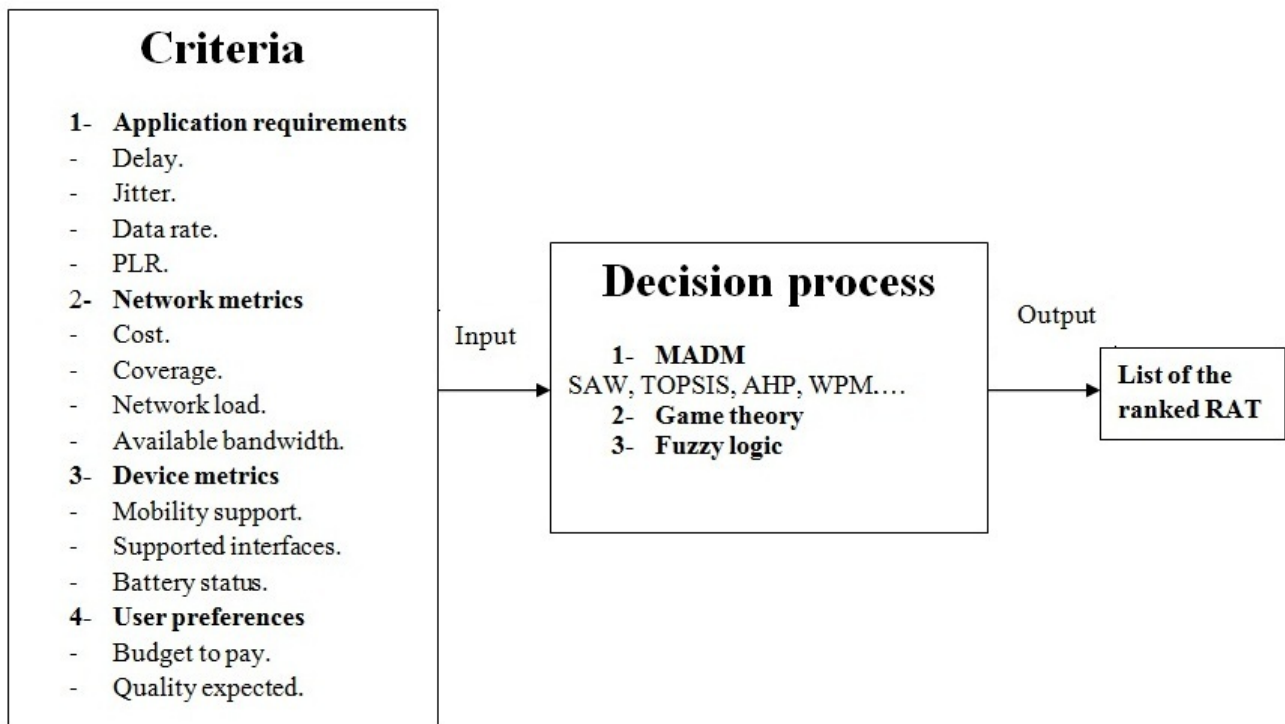 Criteria
1- Application requirements
- Delay.
- Jitter.
- Data rate.
- PLR.
2- Network metrics
- Cost.
- Coverage.
- Network load.
- Available bandwidth.
3- Device metrics
- Mobility support.
- Supported interfaces.
- Battery status.
4- User preferences
- Budget to pay.
- Quality expected.
Input
Decision process
1- MADM
SAW, TOPSIS, AHP, WPM....
2- Game theory
3- Fuzzy logic
Output
List of the
ranked RAT